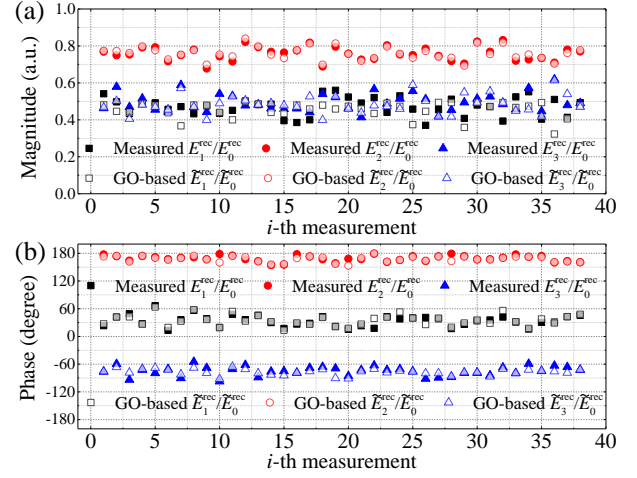 (a)
1.0
0.8
0.6
0.4
0.2
0.0
Magnitude (a.u.)
Measured E₁ʳᵉᶜ/E₀ʳᵉᶜ
Measured E₂ʳᵉᶜ/E₀ʳᵉᶜ
Measured E₃ʳᵉᶜ/E₀ʳᵉᶜ
GO-based Ẽ₁ʳᵉᶜ/Ẽ₀ʳᵉᶜ
GO-based Ẽ₂ʳᵉᶜ/Ẽ₀ʳᵉᶜ
GO-based Ẽ₃ʳᵉᶜ/Ẽ₀ʳᵉᶜ
0 5 10 15 20 25 30 35 40
i-th measurement
(b)
180
120
60
0
-60
-120
-180
Phase (degree)
Measured E₁ʳᵉᶜ/E₀ʳᵉᶜ
Measured E₂ʳᵉᶜ/E₀ʳᵉᶜ
Measured E₃ʳᵉᶜ/E₀ʳᵉᶜ
GO-based Ẽ₁ʳᵉᶜ/Ẽ₀ʳᵉᶜ
GO-based Ẽ₂ʳᵉᶜ/Ẽ₀ʳᵉᶜ
GO-based Ẽ₃ʳᵉᶜ/Ẽ₀ʳᵉᶜ
0 5 10 15 20 25 30 35 40
i-th measurement